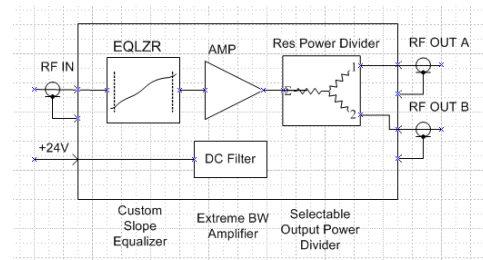 EQLZR
AMP
Res Power Divider
RF OUT A
RF IN
1
Σ
2
RF OUT B
+24V
DC Filter
Custom
Slope
Equalizer
Extreme BW
Amplifier
Selectable
Output Power
Divider